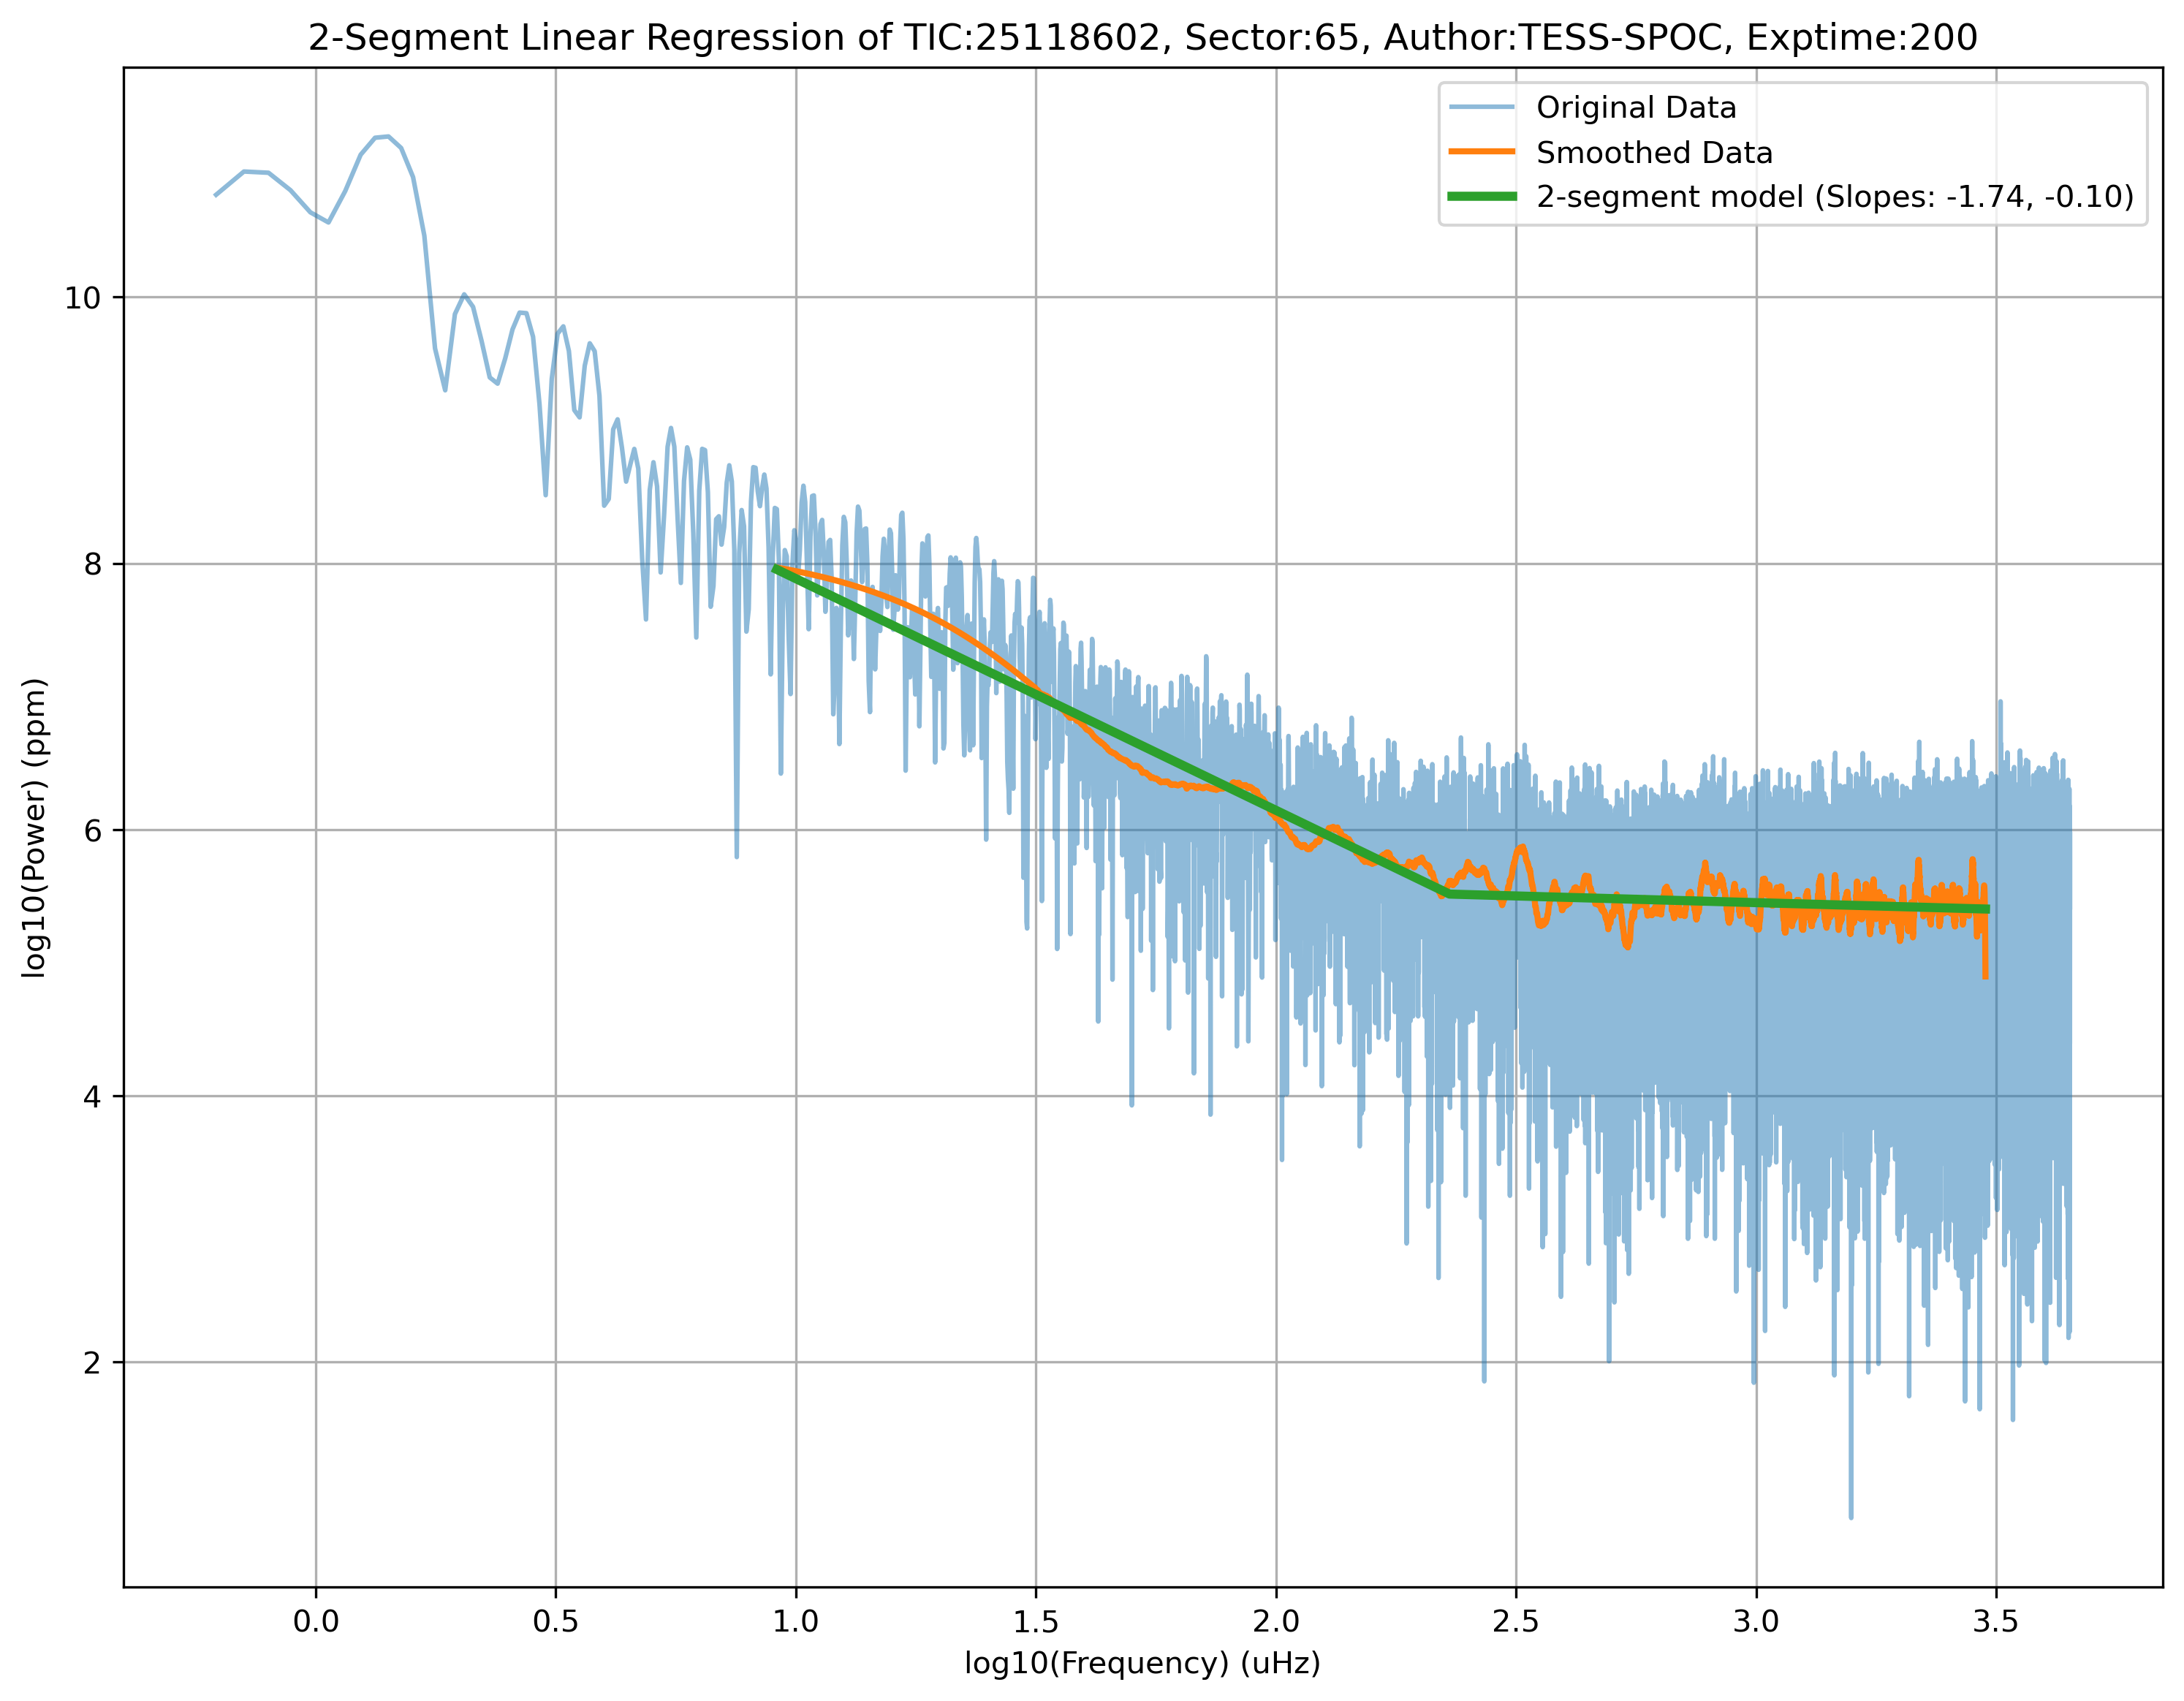 2-Segment Linear Regression of TIC:25118602, Sector:65, Author:TESS-SPOC, Exptime:200
Original Data
Smoothed Data
2-segment model (Slopes: -1.74, -0.10)
log10(Power) (ppm)
10
8
6
4
2
0.0 0.5 1.0 1.5 2.0 2.5 3.0 3.5
log10(Frequency) (uHz)